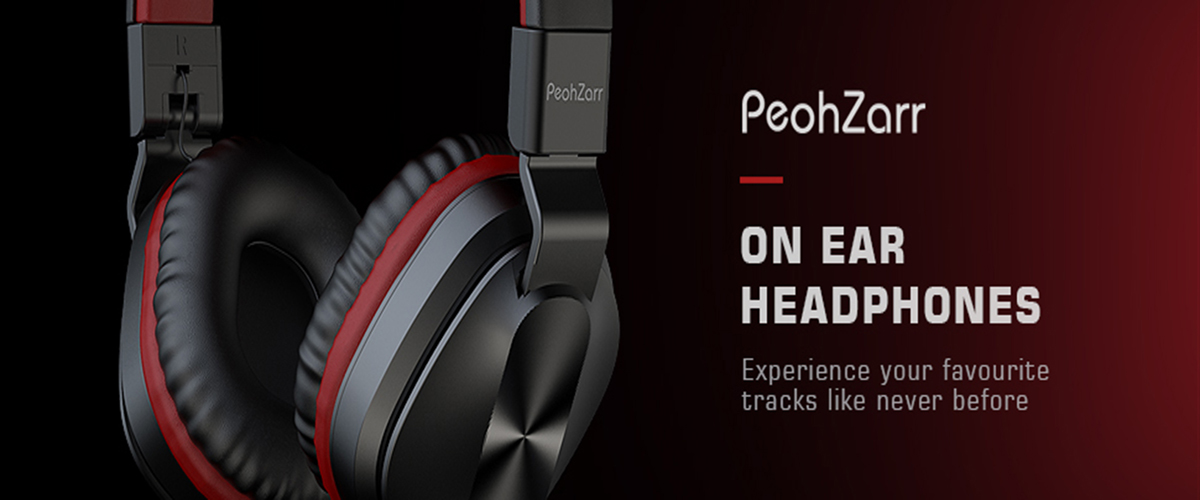 R
PeohZarr
PeohZarr
ON EAR
HEADPHONES
Experience your favourite
tracks like never before